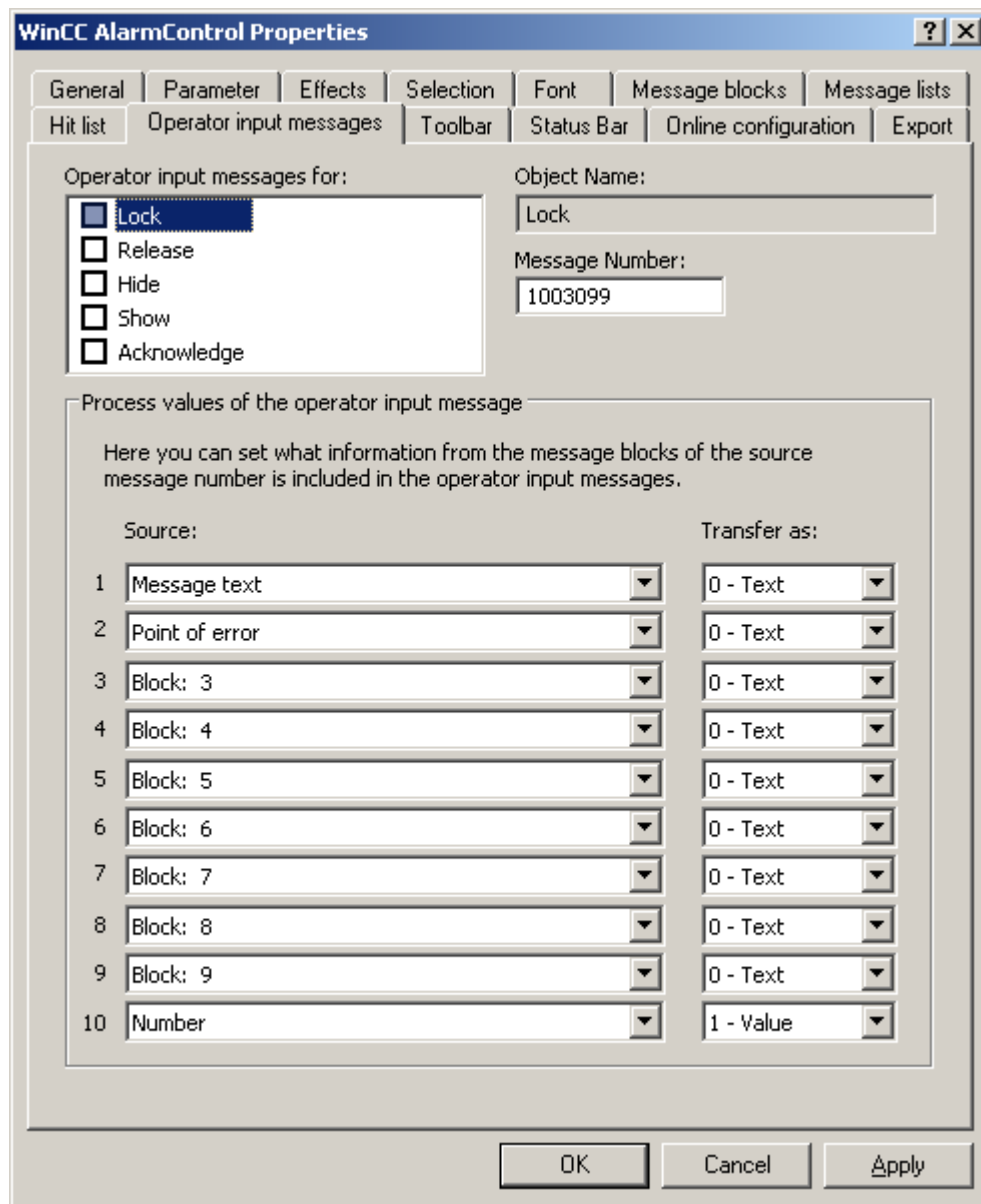 WinCC AlarmControl Properties
General Parameter Effects Selection Font Message blocks Message lists
Hit list Operator input messages Toolbar Status Bar Online configuration Export
Operator input messages for: Object Name:
Lock Lock
Release
Hide Message Number:
Show 1003099
Acknowledge
Process values of the operator input message
Here you can set what information from the message blocks of the source
message number is included in the operator input messages.
Source: Transfer as:
1 Message text 0 - Text
2 Point of error 0 - Text
3 Block: 3 0 - Text
4 Block: 4 0 - Text
5 Block: 5 0 - Text
6 Block: 6 0 - Text
7 Block: 7 0 - Text
8 Block: 8 0 - Text
9 Block: 9 0 - Text
10 Number 1 - Value
OK Cancel Apply